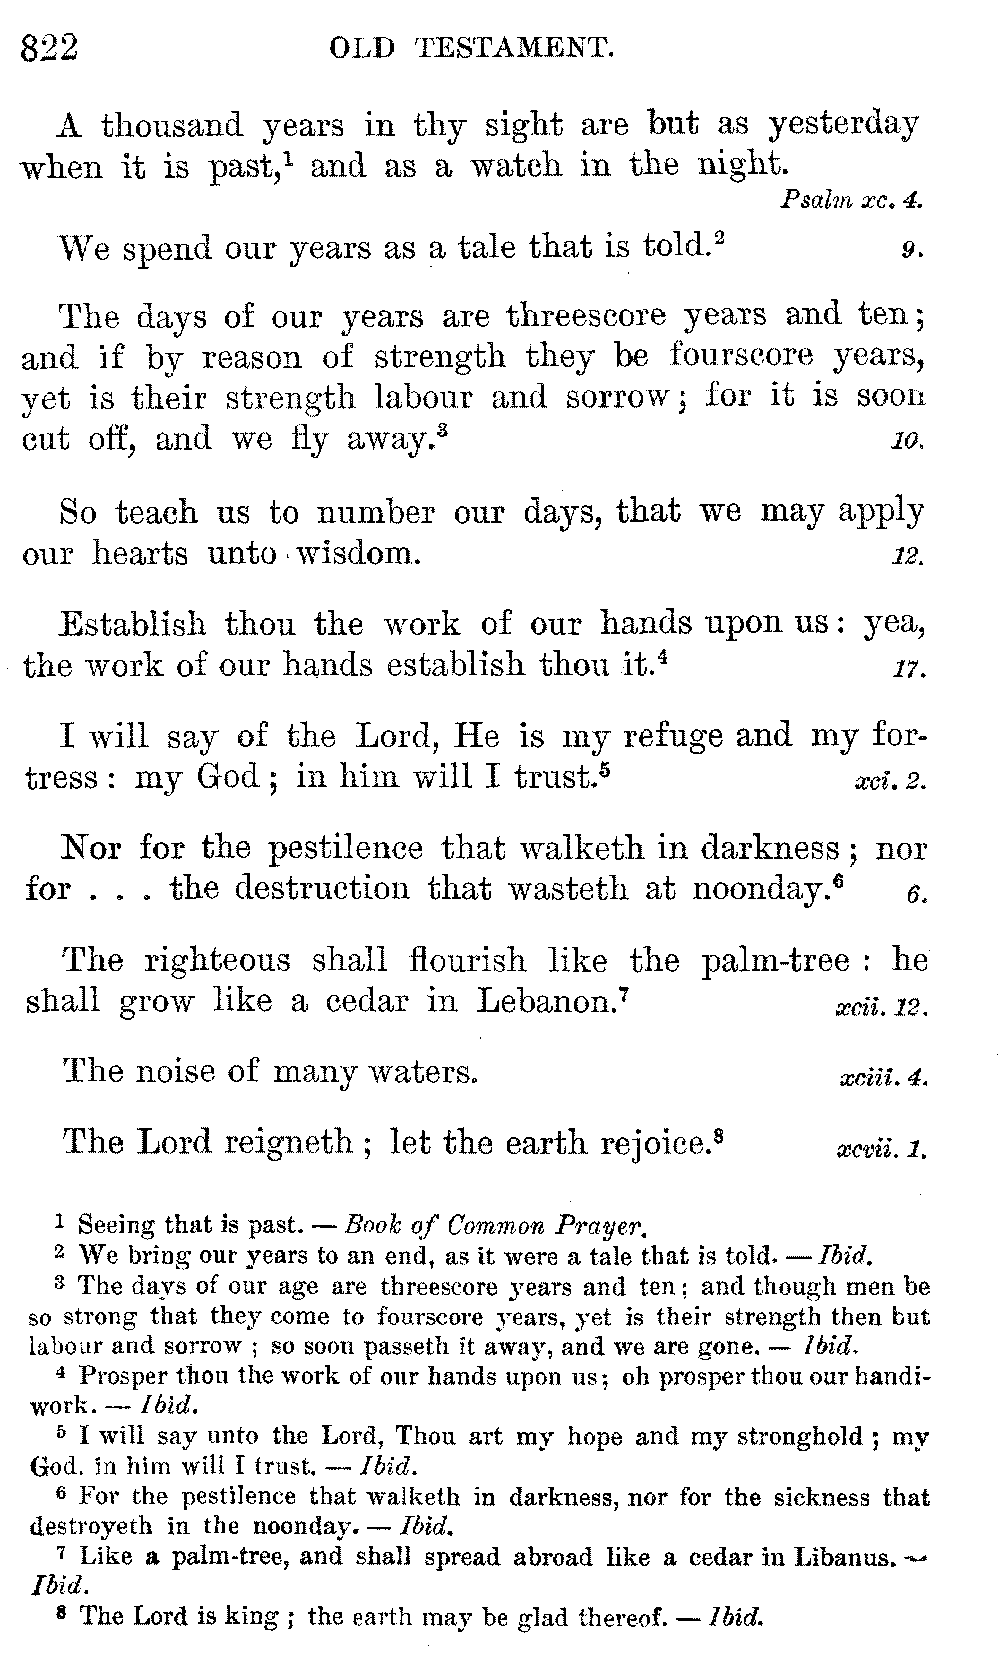 822 OLD TESTAMENT.
A thousand years in thy sight are but as yesterday
when it is past,¹ and as a watch in the night.
Psalm xc. 4.
We spend our years as a tale that is told.² 9.
The days of our years are threescore years and ten;
and if by reason of strength they be fourscore years,
yet is their strength labour and sorrow; for it is soon
cut off, and we fly away.³ 10.
So teach us to number our days, that we may apply
our hearts unto wisdom. 12.
Establish thou the work of our hands upon us: yea,
the work of our hands establish thou it.⁴ 17.
I will say of the Lord, He is my refuge and my for-
tress: my God; in him will I trust.⁵ xci. 2.
Nor for the pestilence that walketh in darkness; nor
for . . . the destruction that wasteth at noonday.⁶ 6.
The righteous shall flourish like the palm-tree: he
shall grow like a cedar in Lebanon.⁷ xcii. 12.
The noise of many waters. xciii. 4.
The Lord reigneth; let the earth rejoice.⁸ xcvii. 1.
1 Seeing that is past. — Book of Common Prayer.
2 We bring our years to an end, as it were a tale that is told. — Ibid.
3 The days of our age are threescore years and ten; and though men be
so strong that they come to fourscore years, yet is their strength then but
labour and sorrow; so soon passeth it away, and we are gone. — Ibid.
4 Prosper thou the work of our hands upon us; oh prosper thou our handi-
work. — Ibid.
5 I will say unto the Lord, Thou art my hope and my stronghold; my
God, in him will I trust. — Ibid.
6 For the pestilence that walketh in darkness, nor for the sickness that
destroyeth in the noonday. — Ibid.
7 Like a palm-tree, and shall spread abroad like a cedar in Libanus. —
Ibid.
8 The Lord is king; the earth may be glad thereof. — Ibid.